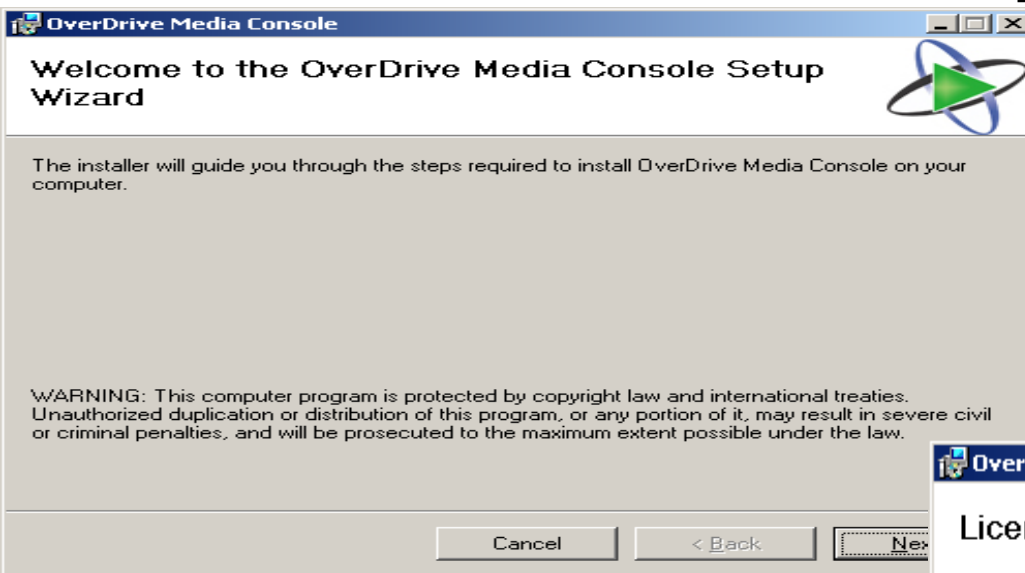 OverDrive Media Console
Welcome to the OverDrive Media Console Setup
Wizard
The installer will guide you through the steps required to install OverDrive Media Console on your
computer.
WARNING: This computer program is protected by copyright law and international treaties.
Unauthorized duplication or distribution of this program, or any portion of it, may result in severe civil
or criminal penalties, and will be prosecuted to the maximum extent possible under the law.
Cancel
< Back